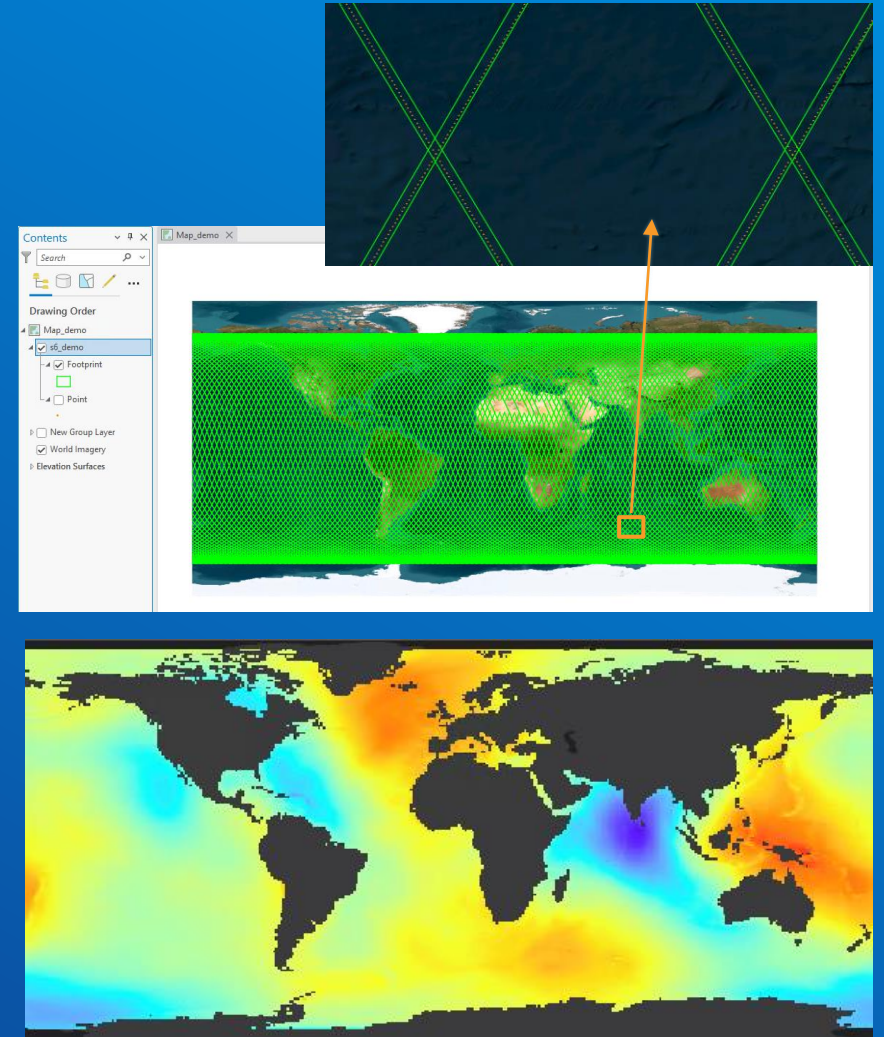 Contents
Search
Drawing Order
Map_demo
s6_demo
Footprint
Point
New Group Layer
World Imagery
Elevation Surfaces
Map_demo